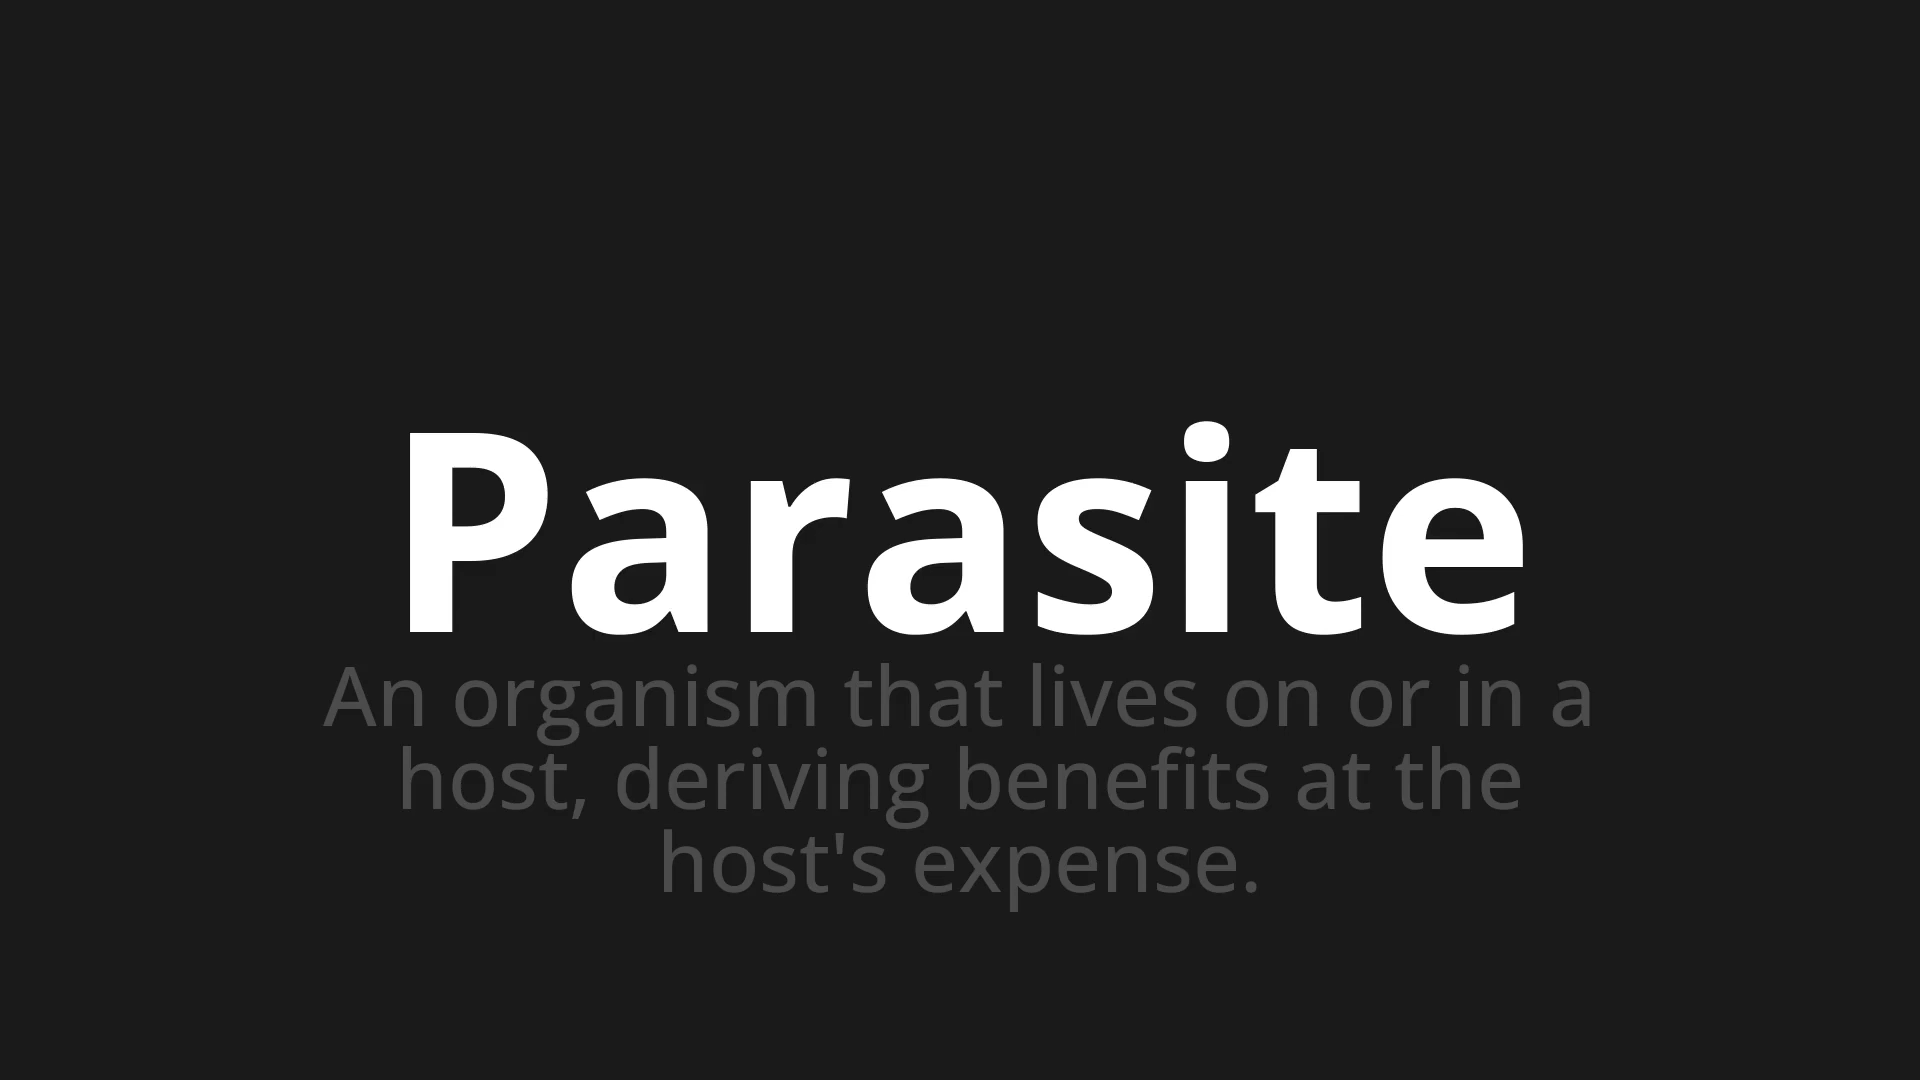 Parasite
An organism that lives on or in a
host, deriving benefits at the
host's expense.